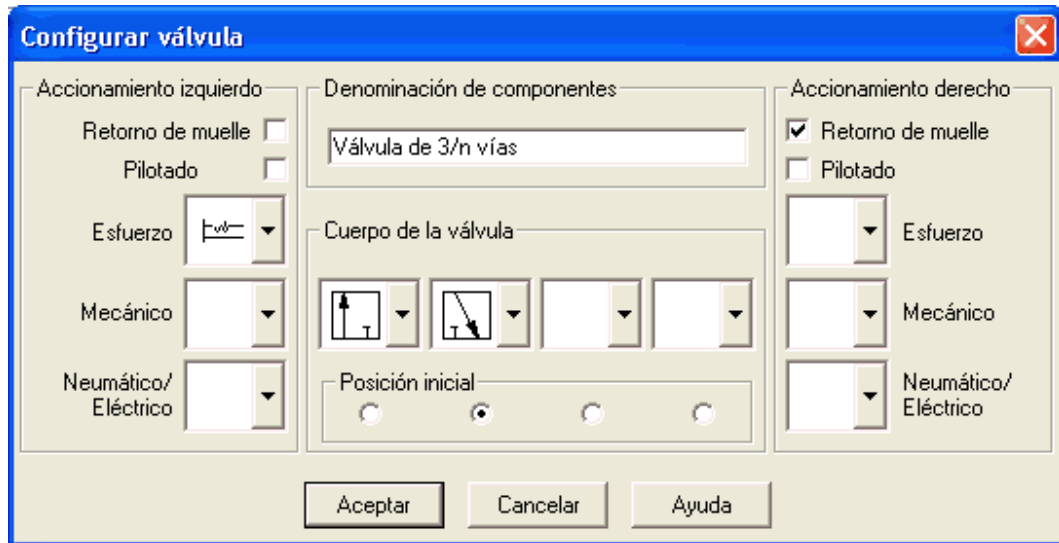 Configurar válvula
Accionamiento izquierdo
Retorno de muelle
Pilotado
Esfuerzo
Mecánico
Neumático/
Eléctrico
Denominación de componentes
Válvula de 3/n vías
Cuerpo de la válvula
Posición inicial
Accionamiento derecho
Retorno de muelle
Pilotado
Esfuerzo
Mecánico
Neumático/
Eléctrico
Aceptar
Cancelar
Ayuda